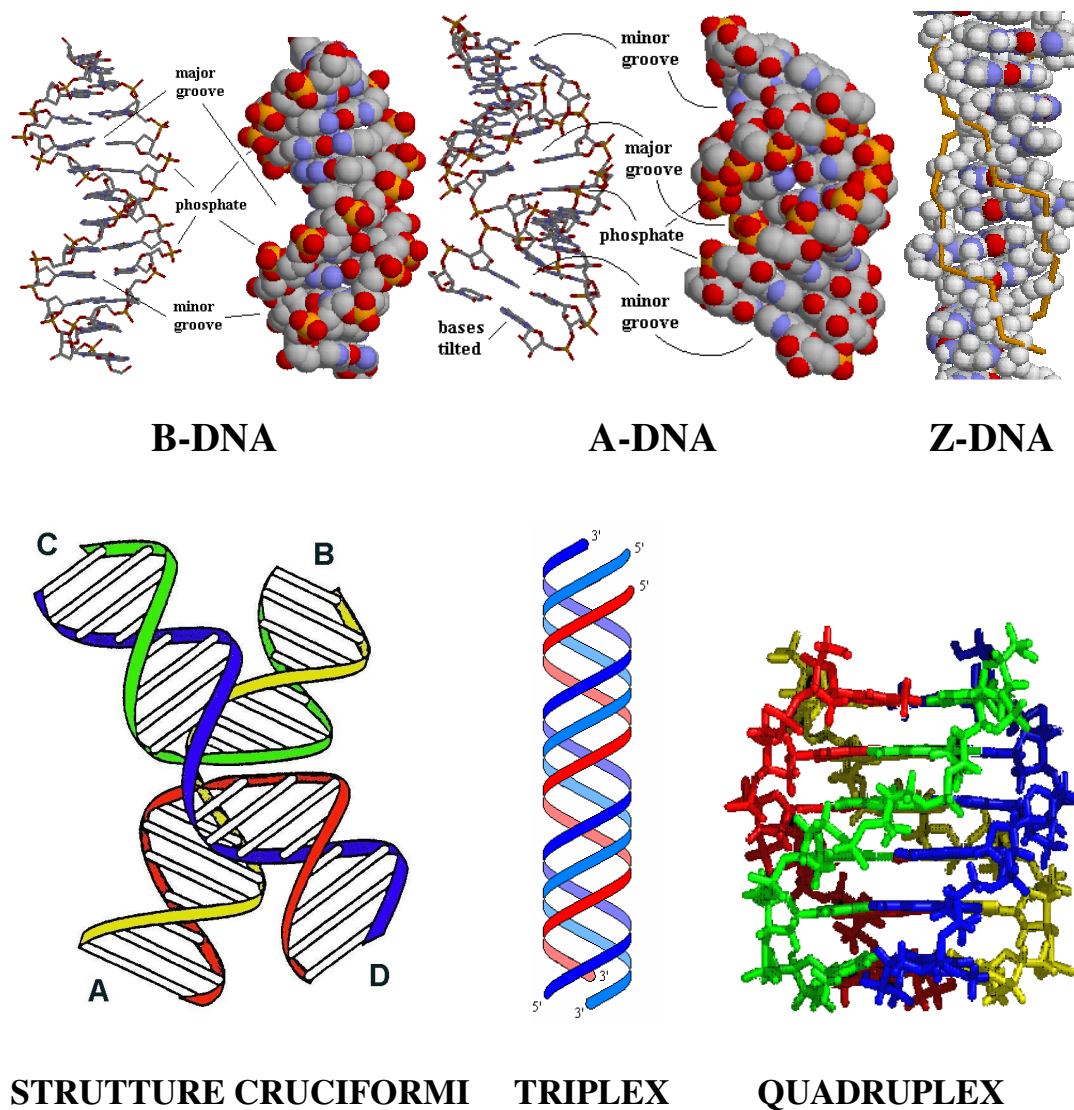 major
groove
phosphate
minor
groove
minor
groove
major
groove
phosphate
minor
groove
bases
tilted
B-DNA
A-DNA
Z-DNA
C
B
A
D
3'
5'
5'
5'
3'
3'
STRUTTURE CRUCIFORMI
TRIPLEX
QUADRUPLEX